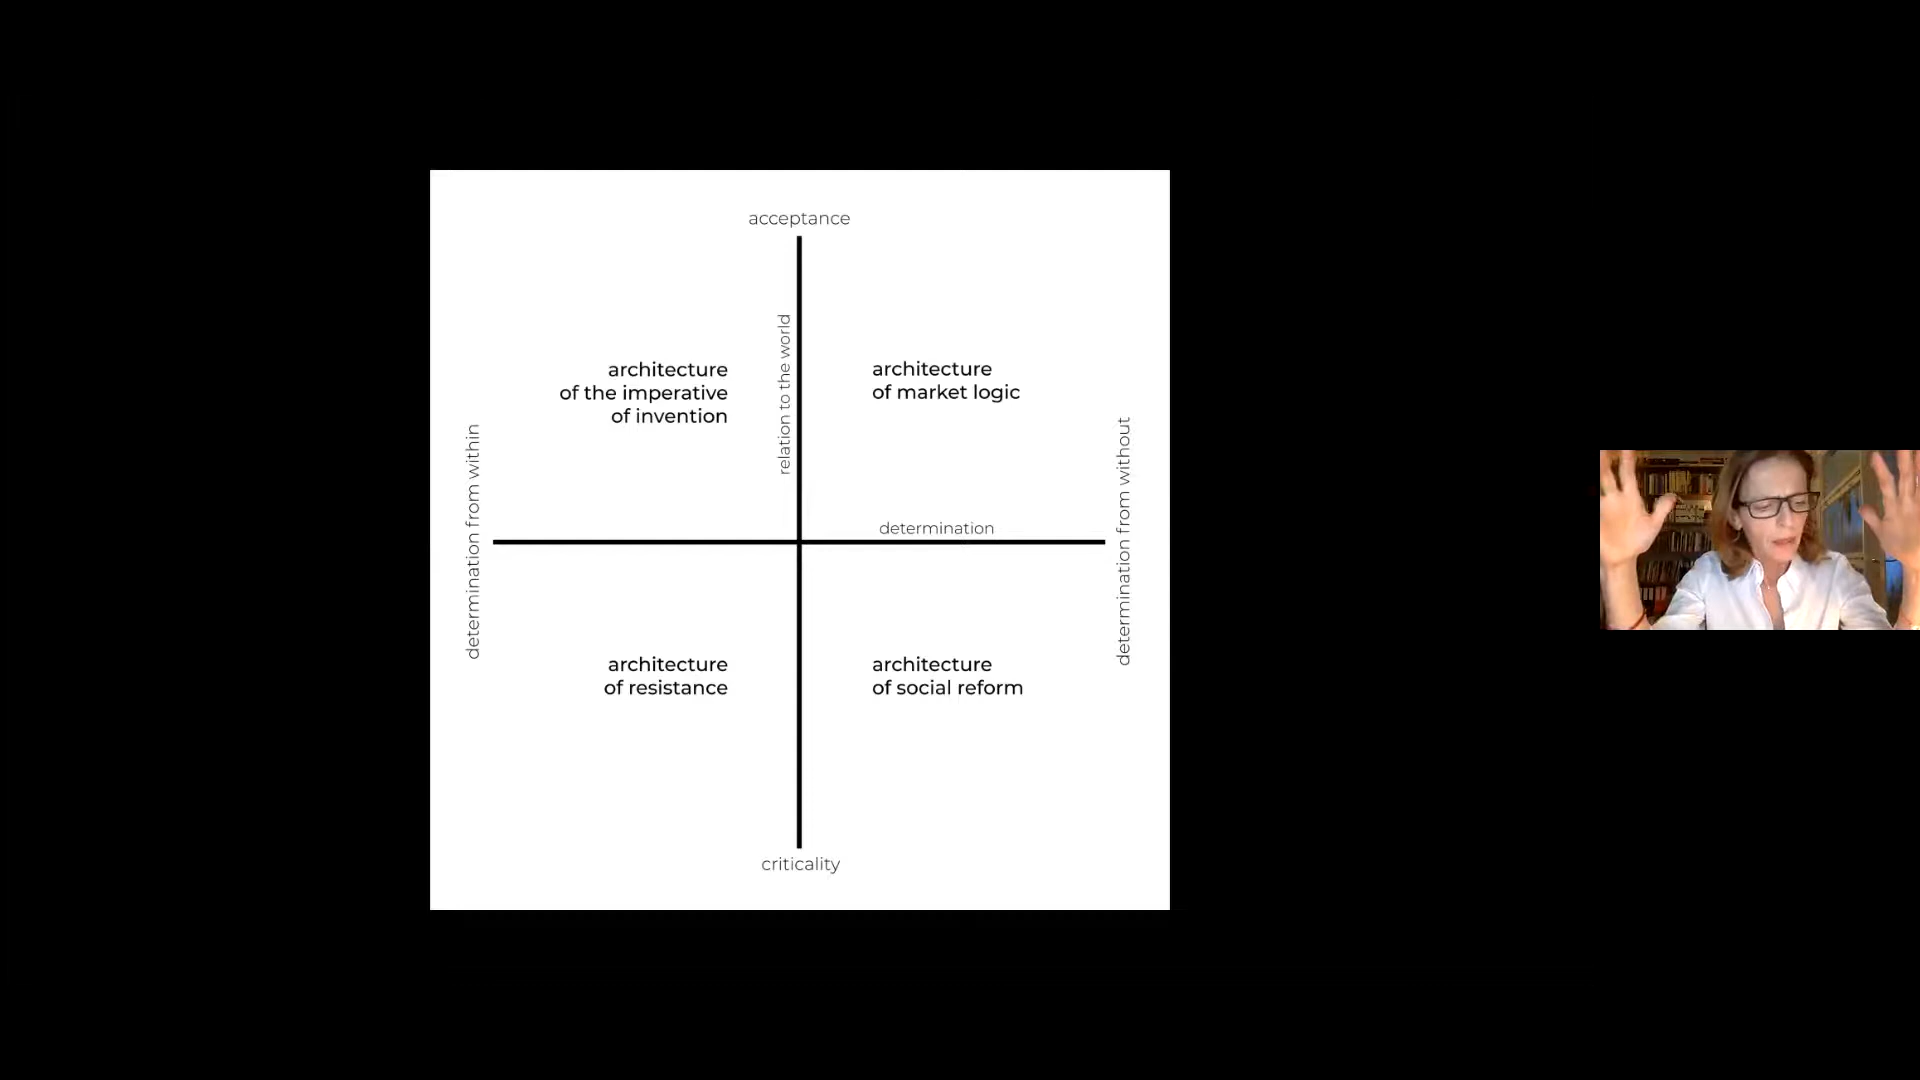 acceptance
relation to the world
architecture
of the imperative
of invention
architecture
of market logic
determination from within
determination
determination from without
architecture
of resistance
architecture
of social reform
criticality